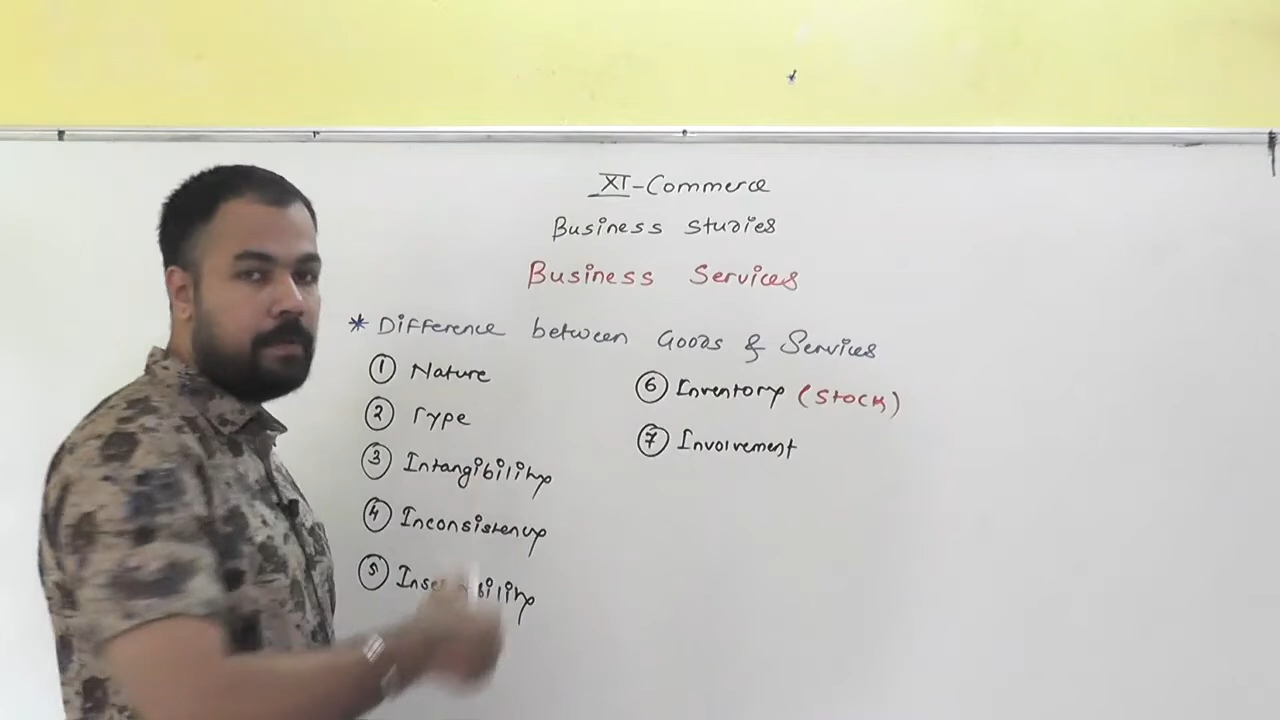 XI-Commerce
Business Studies
Business Services
* Difference between Goods & Services
① Nature
② Type
③ Intangibility
④ Inconsistency
⑤
⑥ Inventory (Stock)
⑦ Involvement